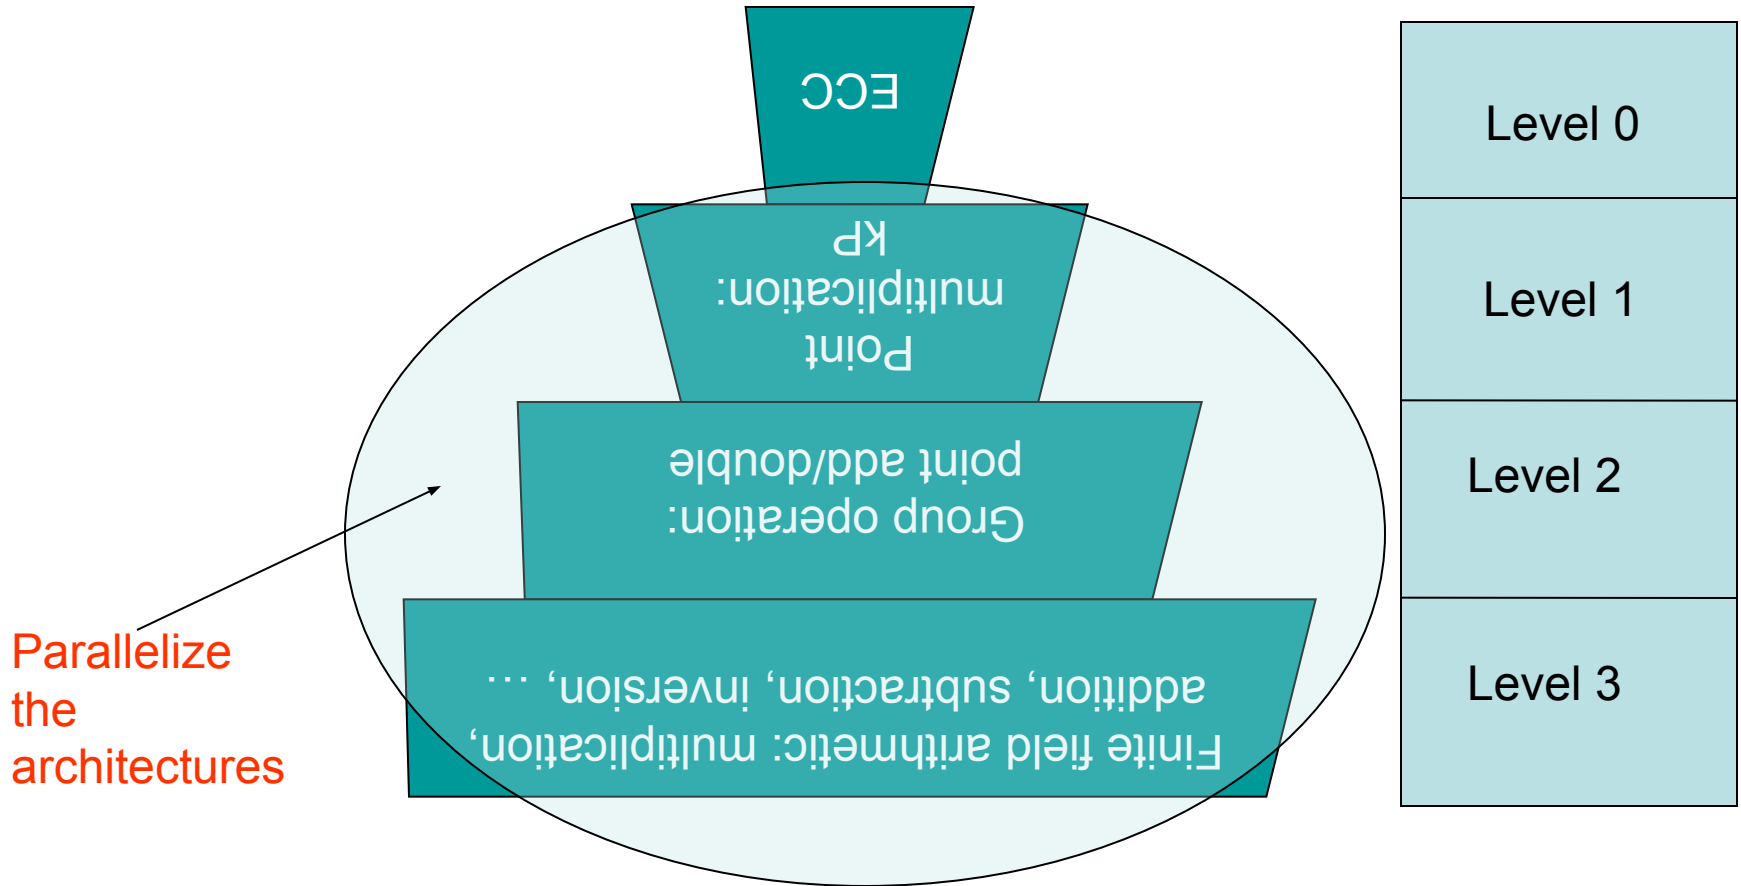 ECC
Point
multiplication:
kP
Group operation:
point add/double
Finite field arithmetic: multiplication,
addition, subtraction, inversion, ...
Level 0
Level 1
Level 2
Level 3
Parallelize
the
architectures